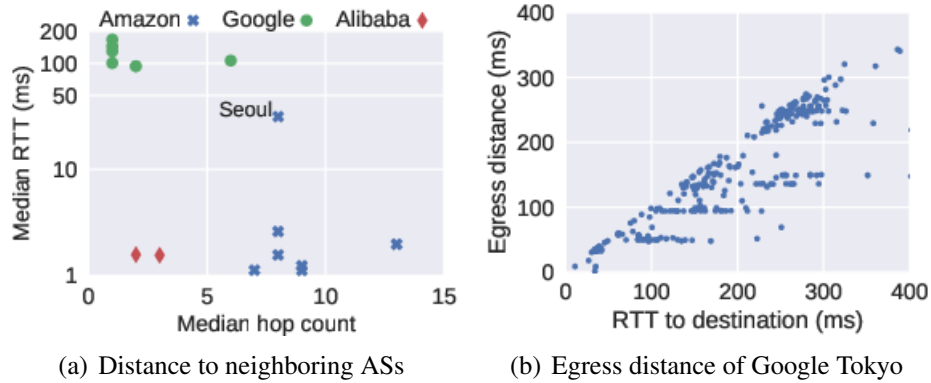 Amazon Google Alibaba
200
100
50
10
1
Median RTT (ms)
Seoul
0 5 10 15
Median hop count
(a) Distance to neighboring ASs
400
300
200
100
0
Egress distance (ms)
0 100 200 300 400
RTT to destination (ms)
(b) Egress distance of Google Tokyo